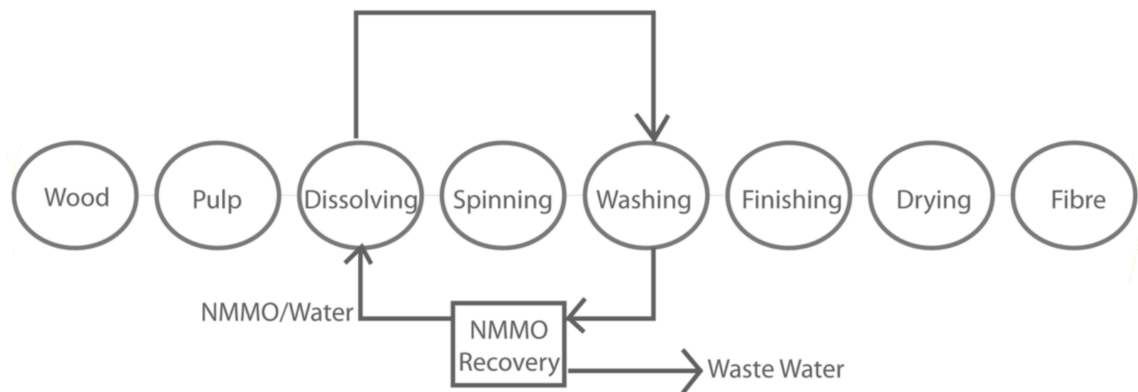 Wood
Pulp
Dissolving
Spinning
Washing
Finishing
Drying
Fibre
NMMO/Water
NMMO
Recovery
Waste Water